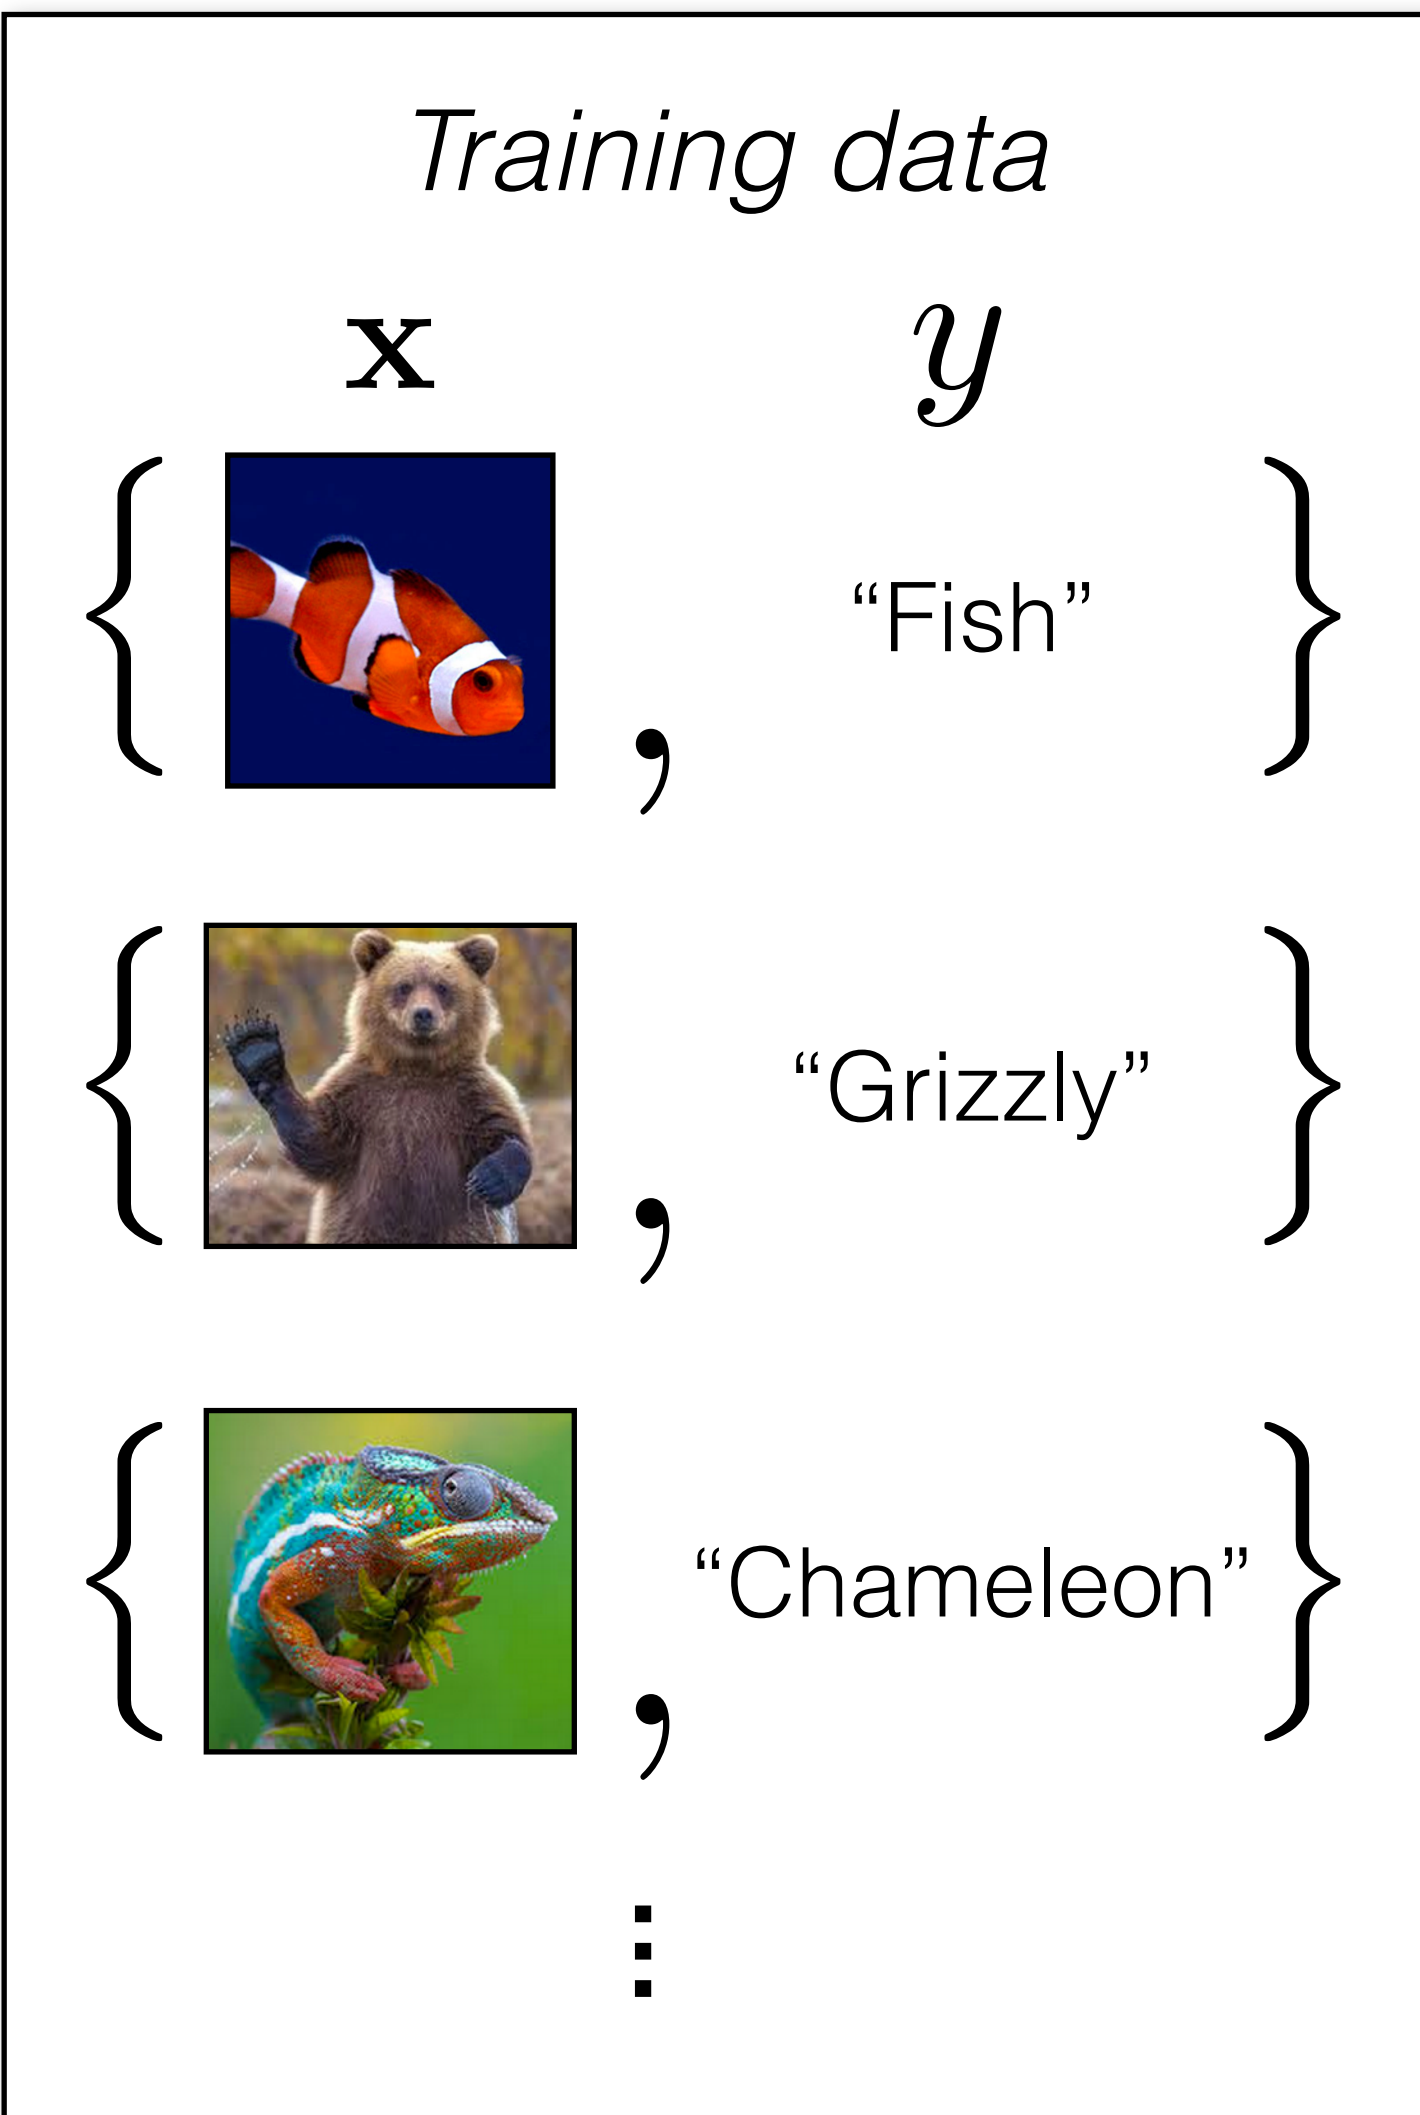 Training data
x y
{ , “Fish” }
{ , “Grizzly” }
{ , “Chameleon” }
⋮